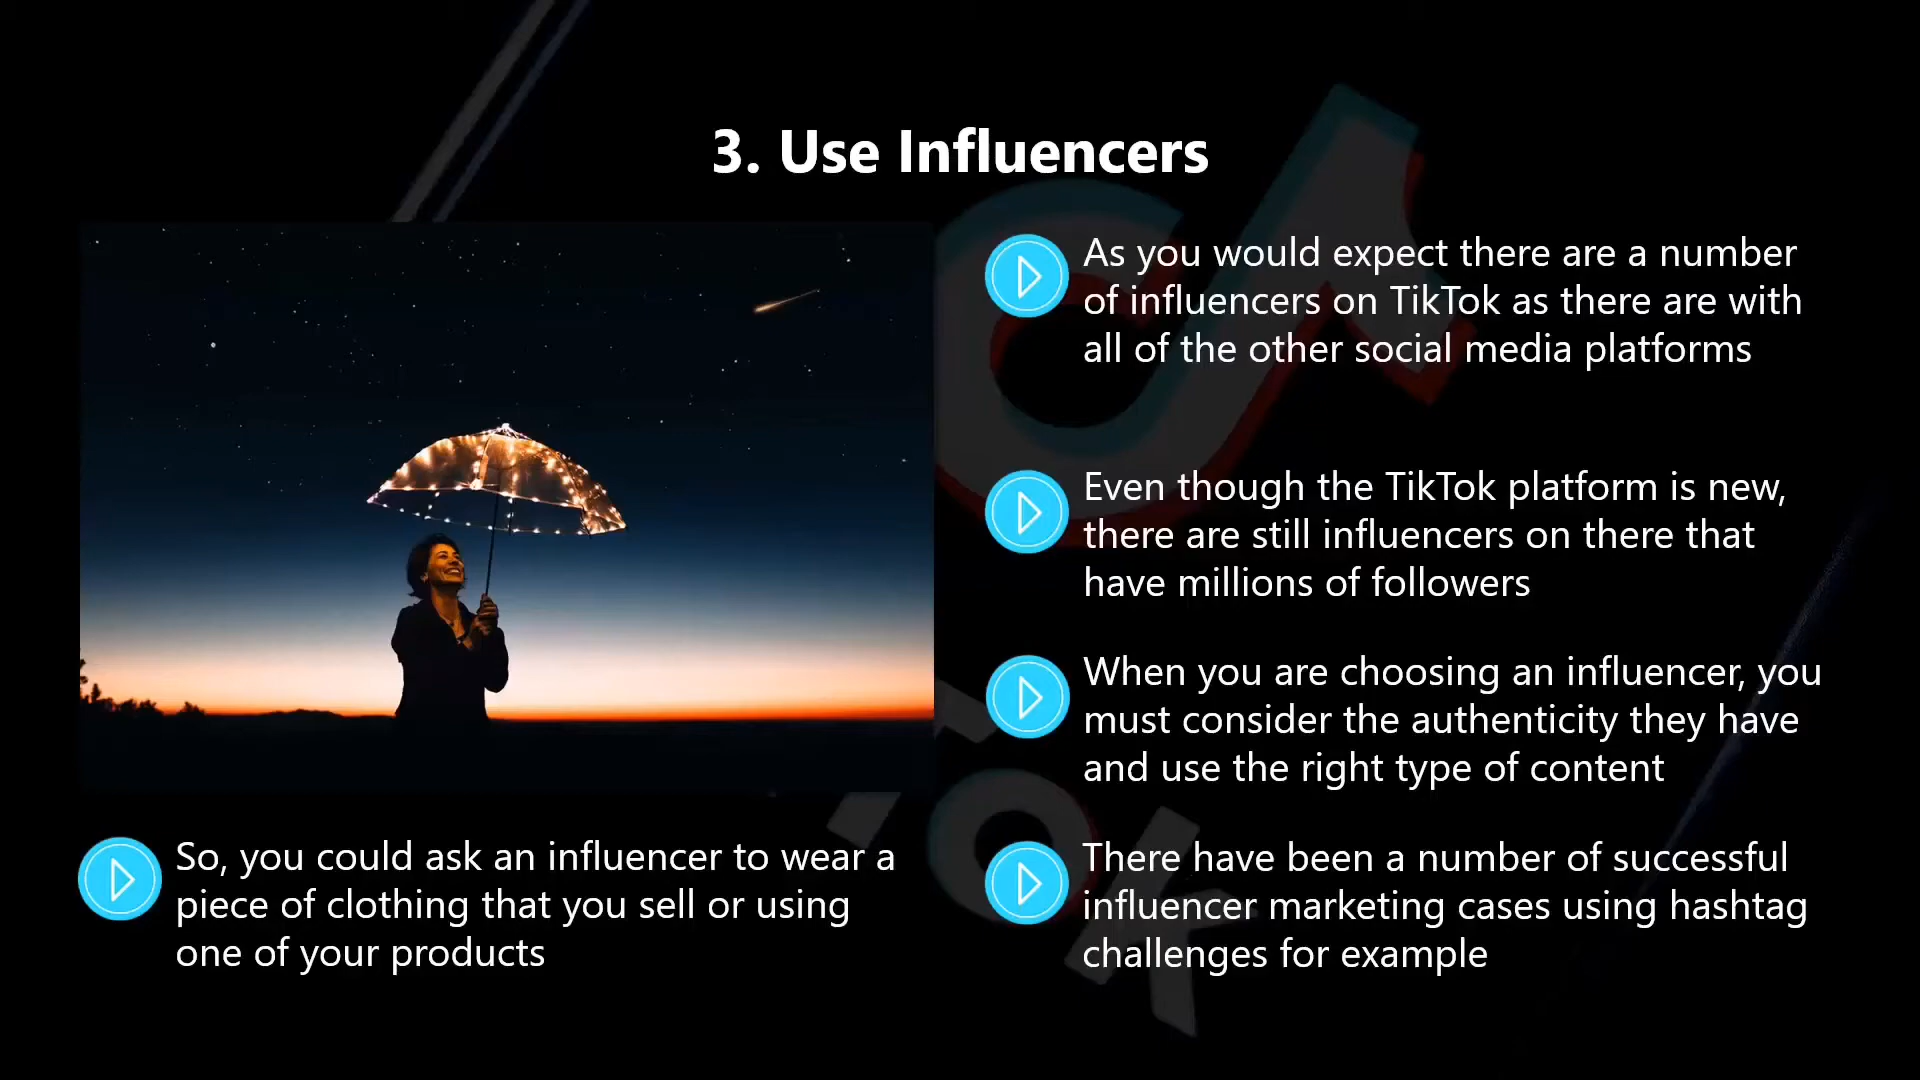 3. Use Influencers
As you would expect there are a number
of influencers on TikTok as there are with
all of the other social media platforms
Even though the TikTok platform is new,
there are still influencers on there that
have millions of followers
When you are choosing an influencer, you
must consider the authenticity they have
and use the right type of content
There have been a number of successful
influencer marketing cases using hashtag
challenges for example
So, you could ask an influencer to wear a
piece of clothing that you sell or using
one of your products